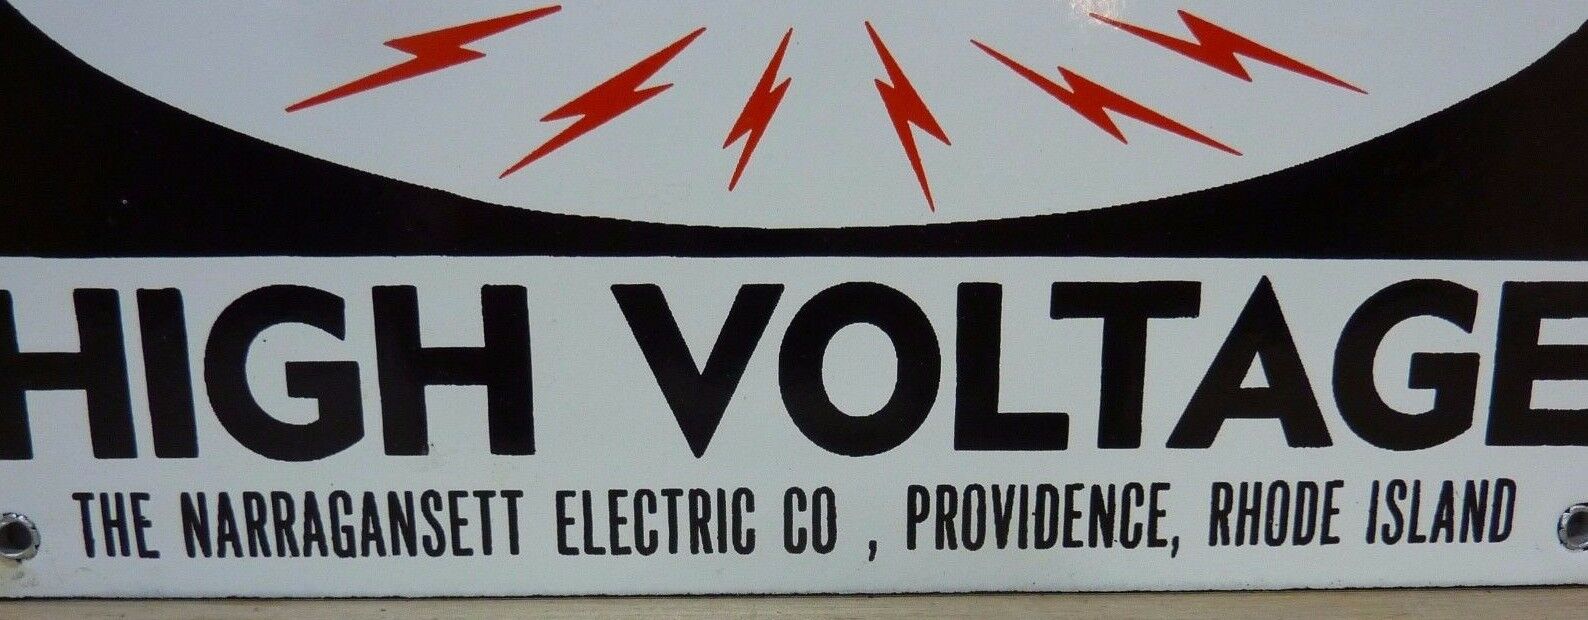 HIGH VOLTAGE
THE NARRAGANSETT ELECTRIC CO , PROVIDENCE, RHODE ISLAND